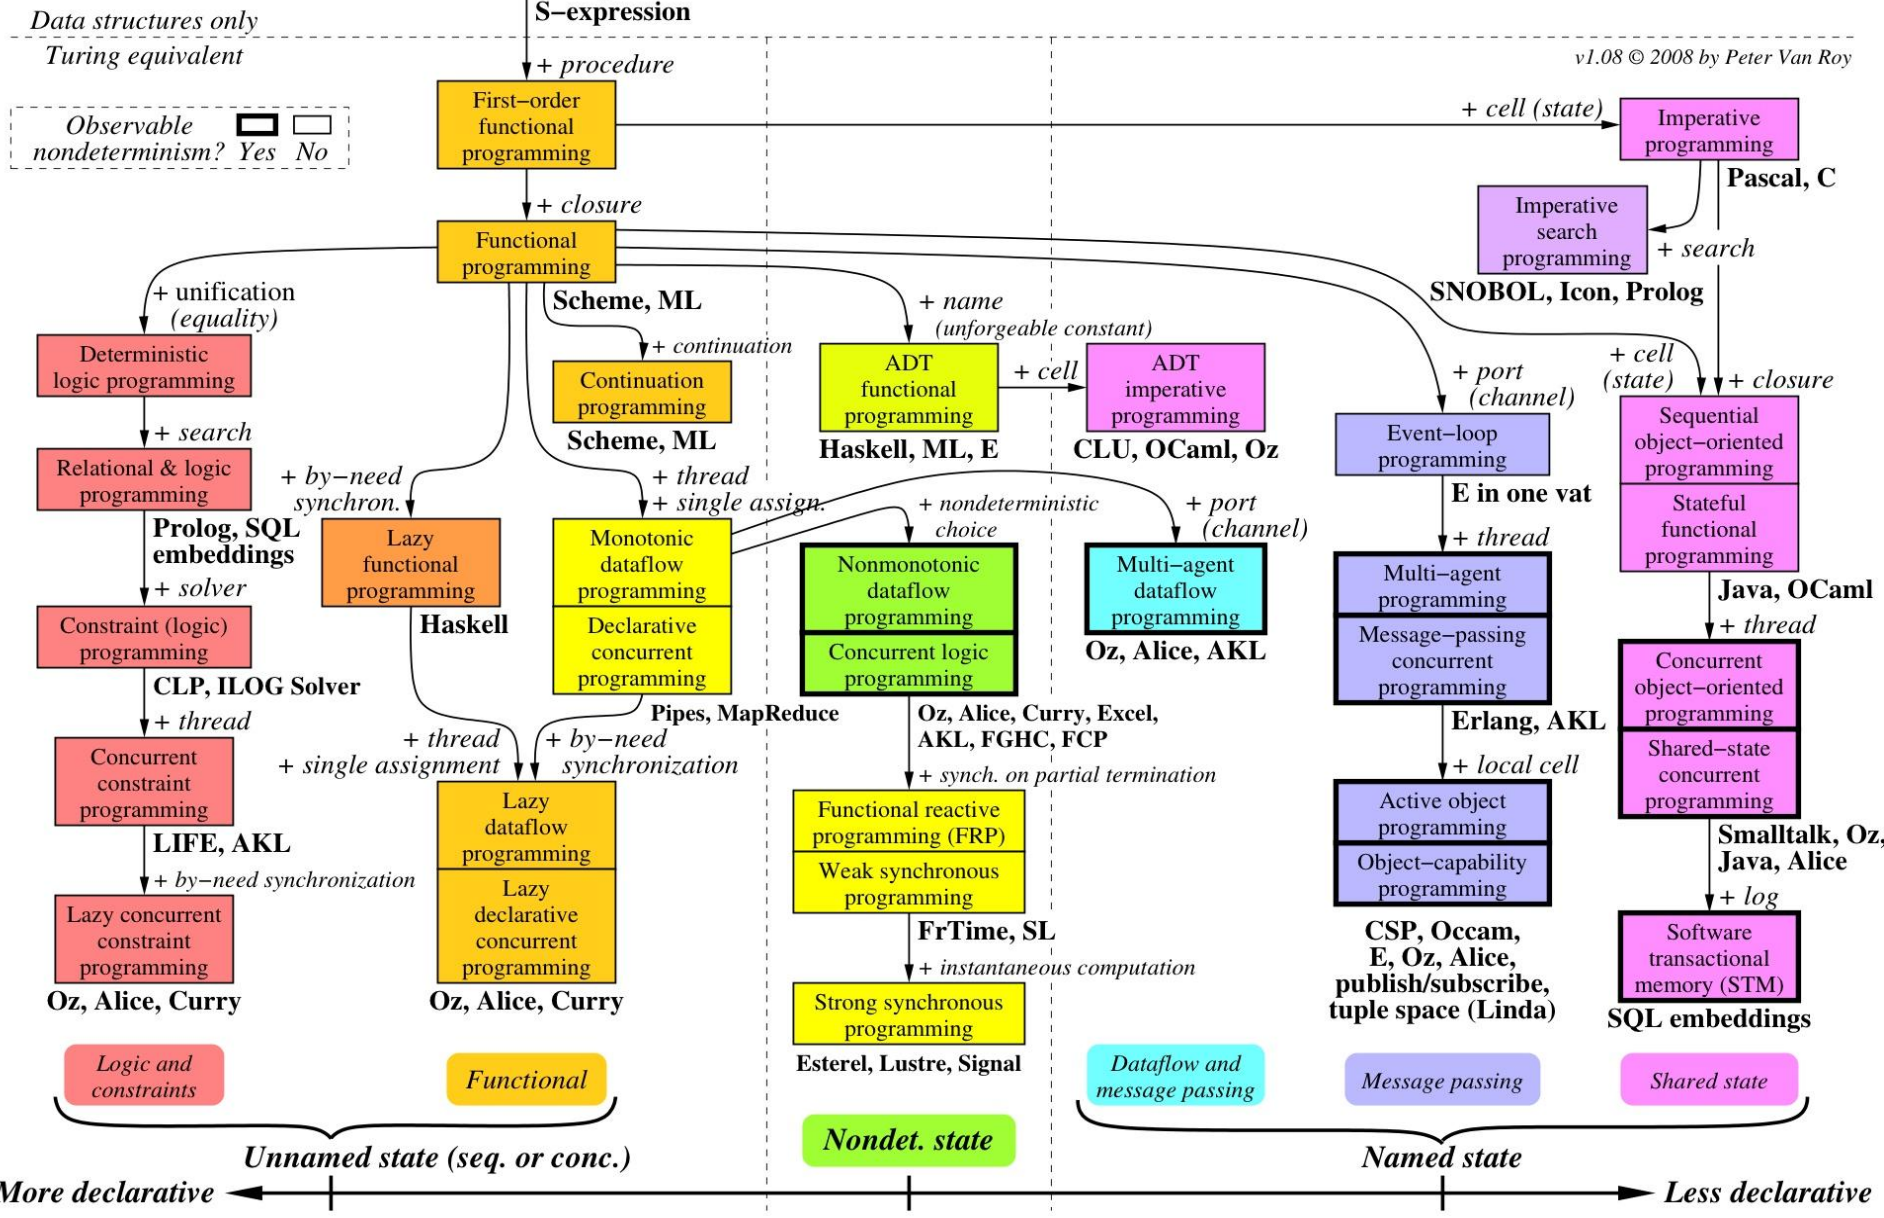 S−expression
Data structures only
Turing equivalent
v1.08 © 2008 by Peter Van Roy
+ procedure
Observable
nondeterminism? Yes No
First−order
functional
programming
+ cell (state)
Imperative
programming
Pascal, C
+ closure
Functional
programming
Scheme, ML
Imperative
search
programming
+ search
SNOBOL, Icon, Prolog
+ unification
(equality)
Deterministic
logic programming
+ search
Relational & logic
programming
Prolog, SQL
embeddings
+ solver
Constraint (logic)
programming
CLP, ILOG Solver
+ thread
Concurrent
constraint
programming
LIFE, AKL
+ by−need synchronization
Lazy concurrent
constraint
programming
Oz, Alice, Curry
+ continuation
Continuation
programming
Scheme, ML
+ by−need
synchron.
Lazy
functional
programming
Haskell
+ thread
+ single assign.
Monotonic
dataflow
programming
Declarative
concurrent
programming
Pipes, MapReduce
+ thread
+ single assignment
+ by−need
synchronization
Lazy
dataflow
programming
Lazy
declarative
concurrent
programming
Oz, Alice, Curry
+ name
(unforgeable constant)
ADT
functional
programming
Haskell, ML, E
+ cell
ADT
imperative
programming
CLU, OCaml, Oz
+ nondeterministic
choice
Nonmonotonic
dataflow
programming
Concurrent logic
programming
Oz, Alice, Curry, Excel,
AKL, FGHC, FCP
+ synch. on partial termination
Functional reactive
programming (FRP)
Weak synchronous
programming
FrTime, SL
+ instantaneous computation
Strong synchronous
programming
Esterel, Lustre, Signal
+ port
(channel)
Multi−agent
dataflow
programming
Oz, Alice, AKL
+ port
(channel)
Event−loop
programming
E in one vat
+ thread
Multi−agent
programming
Message−passing
concurrent
programming
Erlang, AKL
+ local cell
Active object
programming
Object−capability
programming
CSP, Occam,
E, Oz, Alice,
publish/subscribe,
tuple space (Linda)
+ cell
(state)
+ closure
Sequential
object−oriented
programming
Stateful
functional
programming
Java, OCaml
+ thread
Concurrent
object−oriented
programming
Shared−state
concurrent
programming
Smalltalk, Oz,
Java, Alice
+ log
Software
transactional
memory (STM)
SQL embeddings
Logic and
constraints
Functional
Dataflow and
message passing
Message passing
Shared state
Unnamed state (seq. or conc.)
Nondet. state
Named state
More declarative
Less declarative